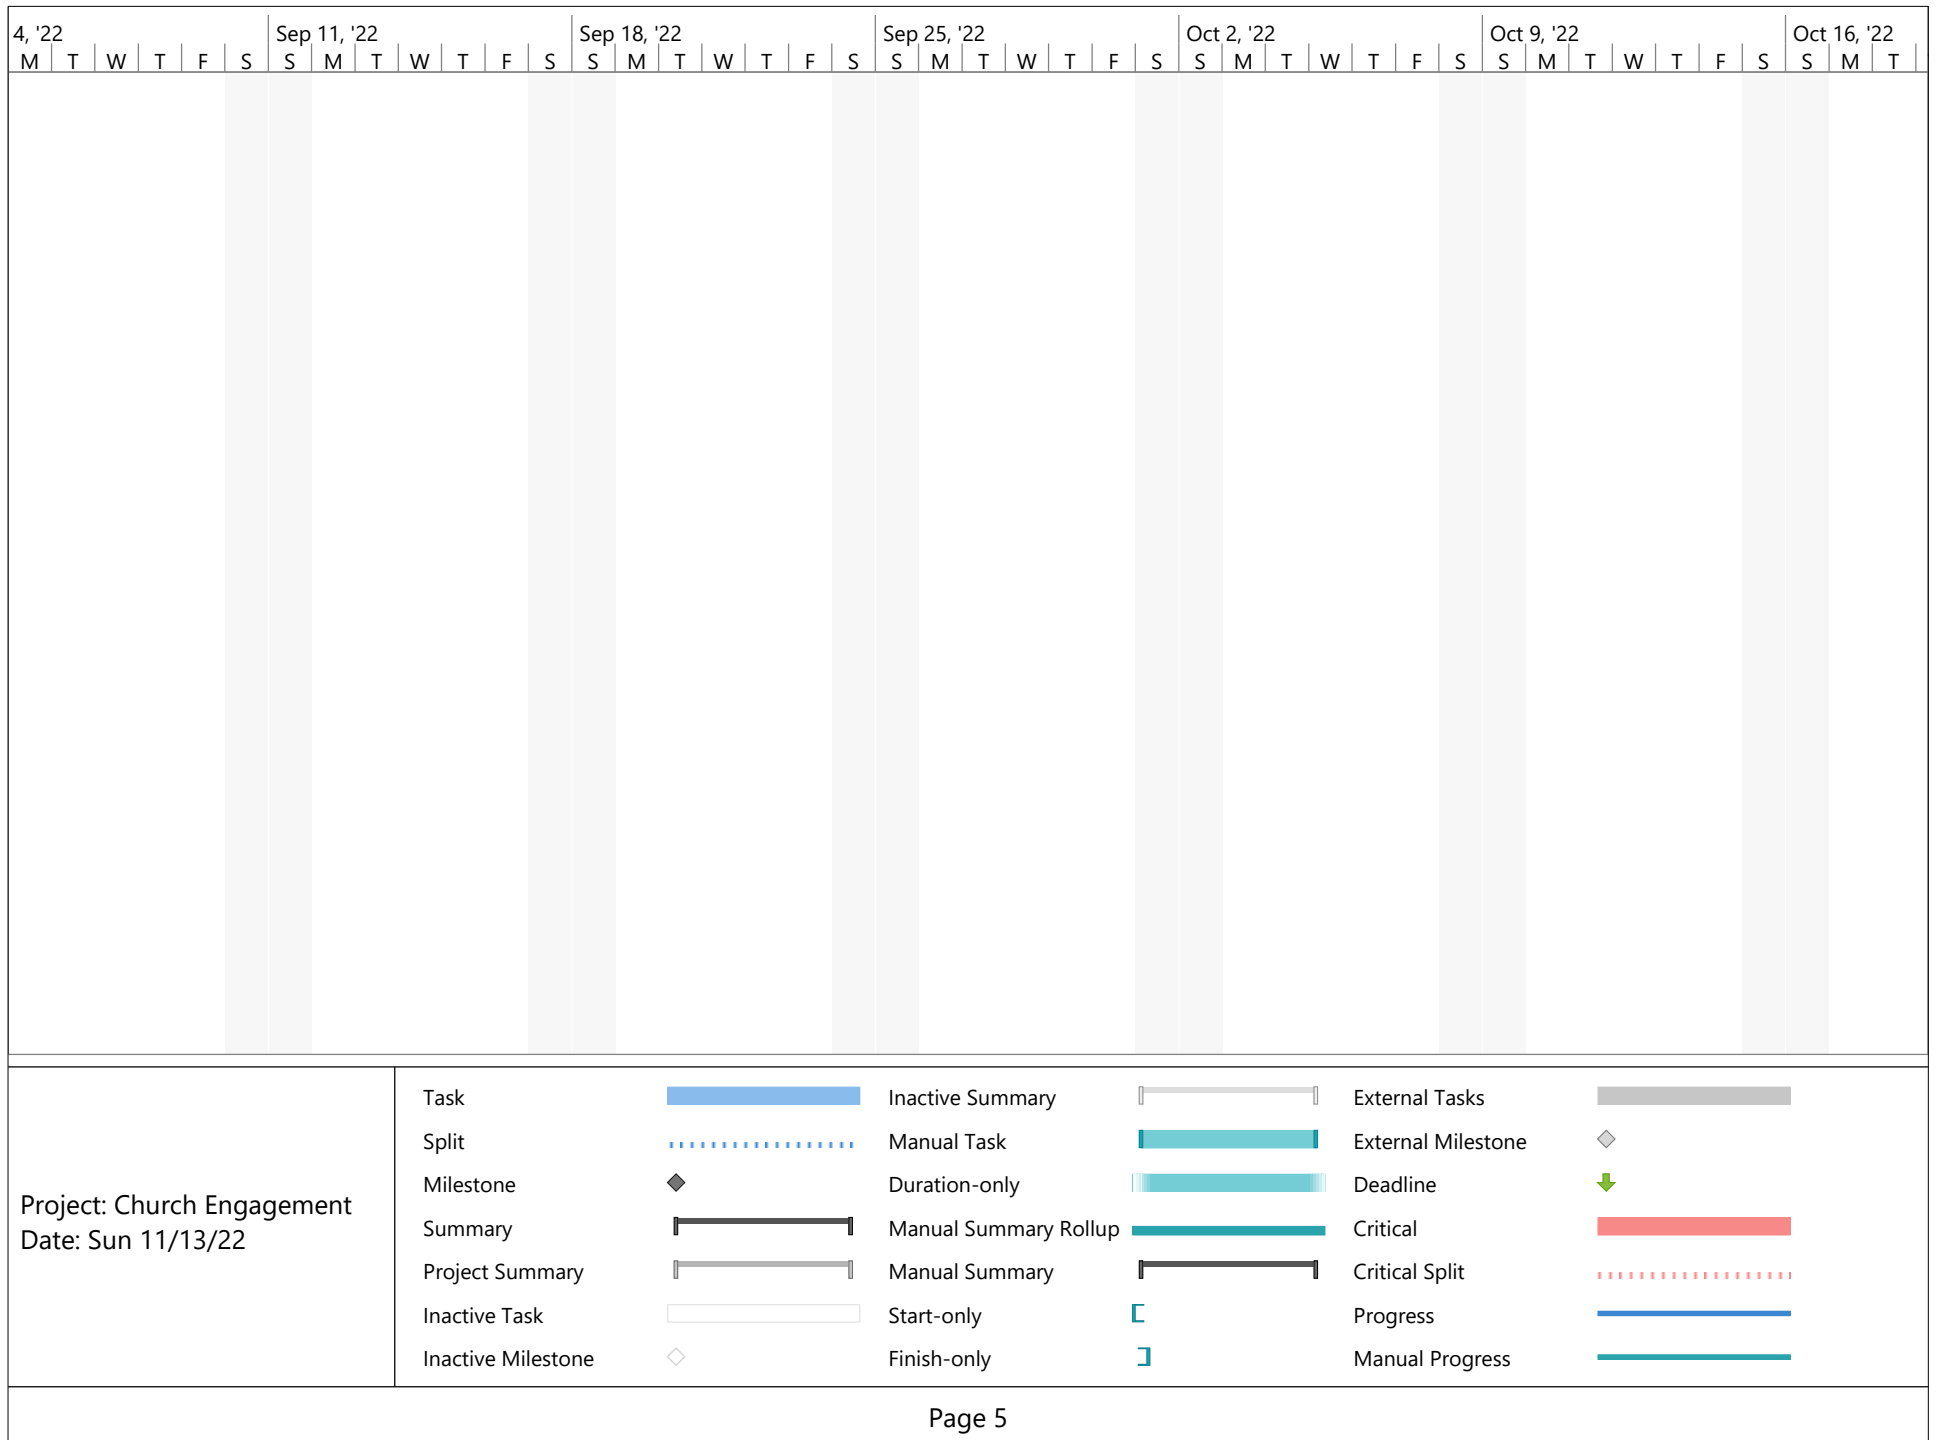 4, '22 Sep 11, '22 Sep 18, '22 Sep 25, '22 Oct 2, '22 Oct 9, '22 Oct 16, '22
M T W T F S S M T W T F S S M T W T F S S M T W T F S S M T W T F S S M T W T F S S M T
Project: Church Engagement
Date: Sun 11/13/22
Task
Split
Milestone
Summary
Project Summary
Inactive Task
Inactive Milestone
Inactive Summary
Manual Task
Duration-only
Manual Summary Rollup
Manual Summary
Start-only
Finish-only
External Tasks
External Milestone
Deadline
Critical
Critical Split
Progress
Manual Progress
Page 5